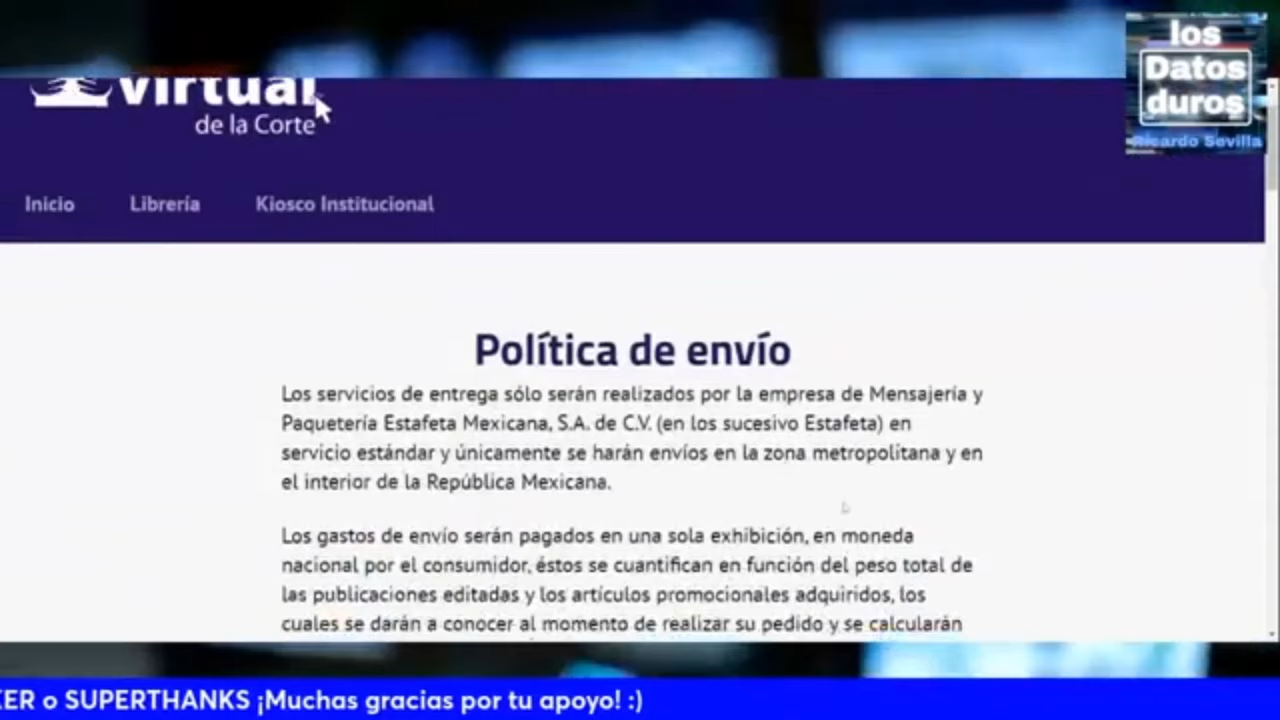 los
Datos
duros
Ricardo Sevilla
virtual
de la Corte
Inicio Librería Kiosco Institucional
Política de envío
Los servicios de entrega sólo serán realizados por la empresa de Mensajería y
Paquetería Estafeta Mexicana, S.A. de C.V. (en los sucesivo Estafeta) en
servicio estándar y únicamente se harán envíos en la zona metropolitana y en
el interior de la República Mexicana.
Los gastos de envío serán pagados en una sola exhibición, en moneda
nacional por el consumidor, éstos se cuantifican en función del peso total de
las publicaciones editadas y los artículos promocionales adquiridos, los
cuales se darán a conocer al momento de realizar su pedido y se calcularán
KER o SUPERTHANKS ¡Muchas gracias por tu apoyo! :)